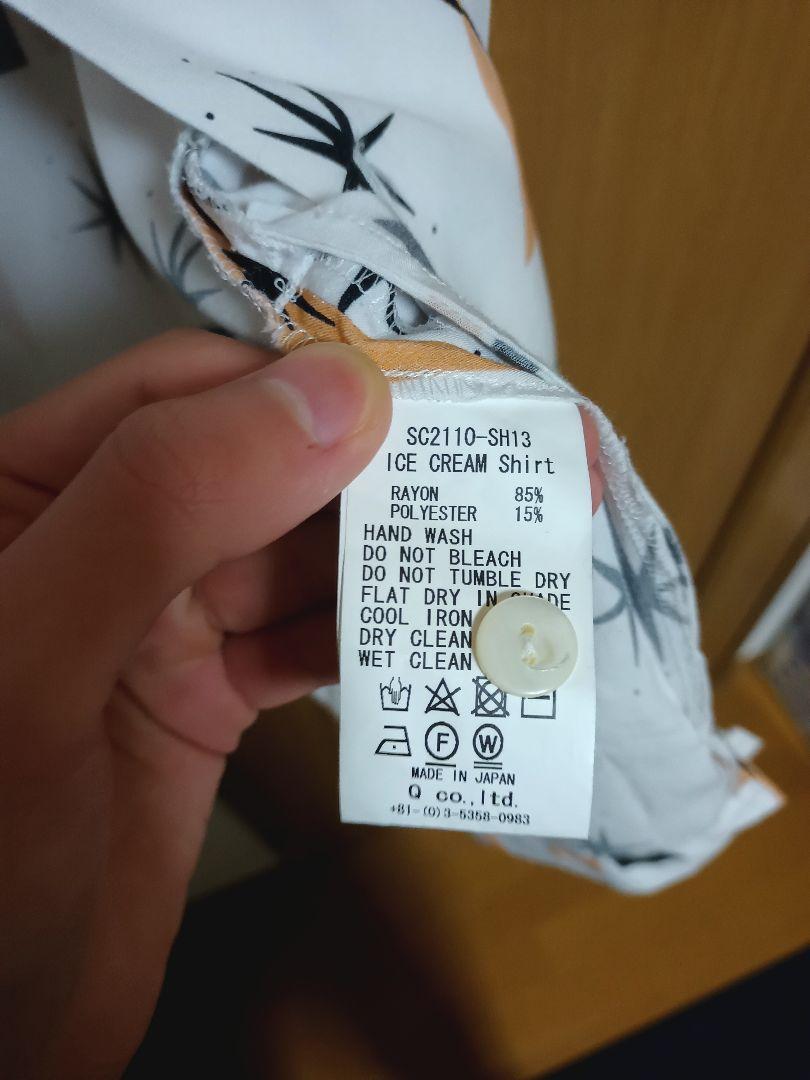 SC2110-SH13
ICE CREAM Shirt
RAYON 85%
POLYESTER 15%
HAND WASH
DO NOT BLEACH
DO NOT TUMBLE DRY
FLAT DRY IN SHADE
COOL IRON
DRY CLEAN
WET CLEAN
F W
MADE IN JAPAN
Q co.,ltd.
+81-(0)3-5358-0983